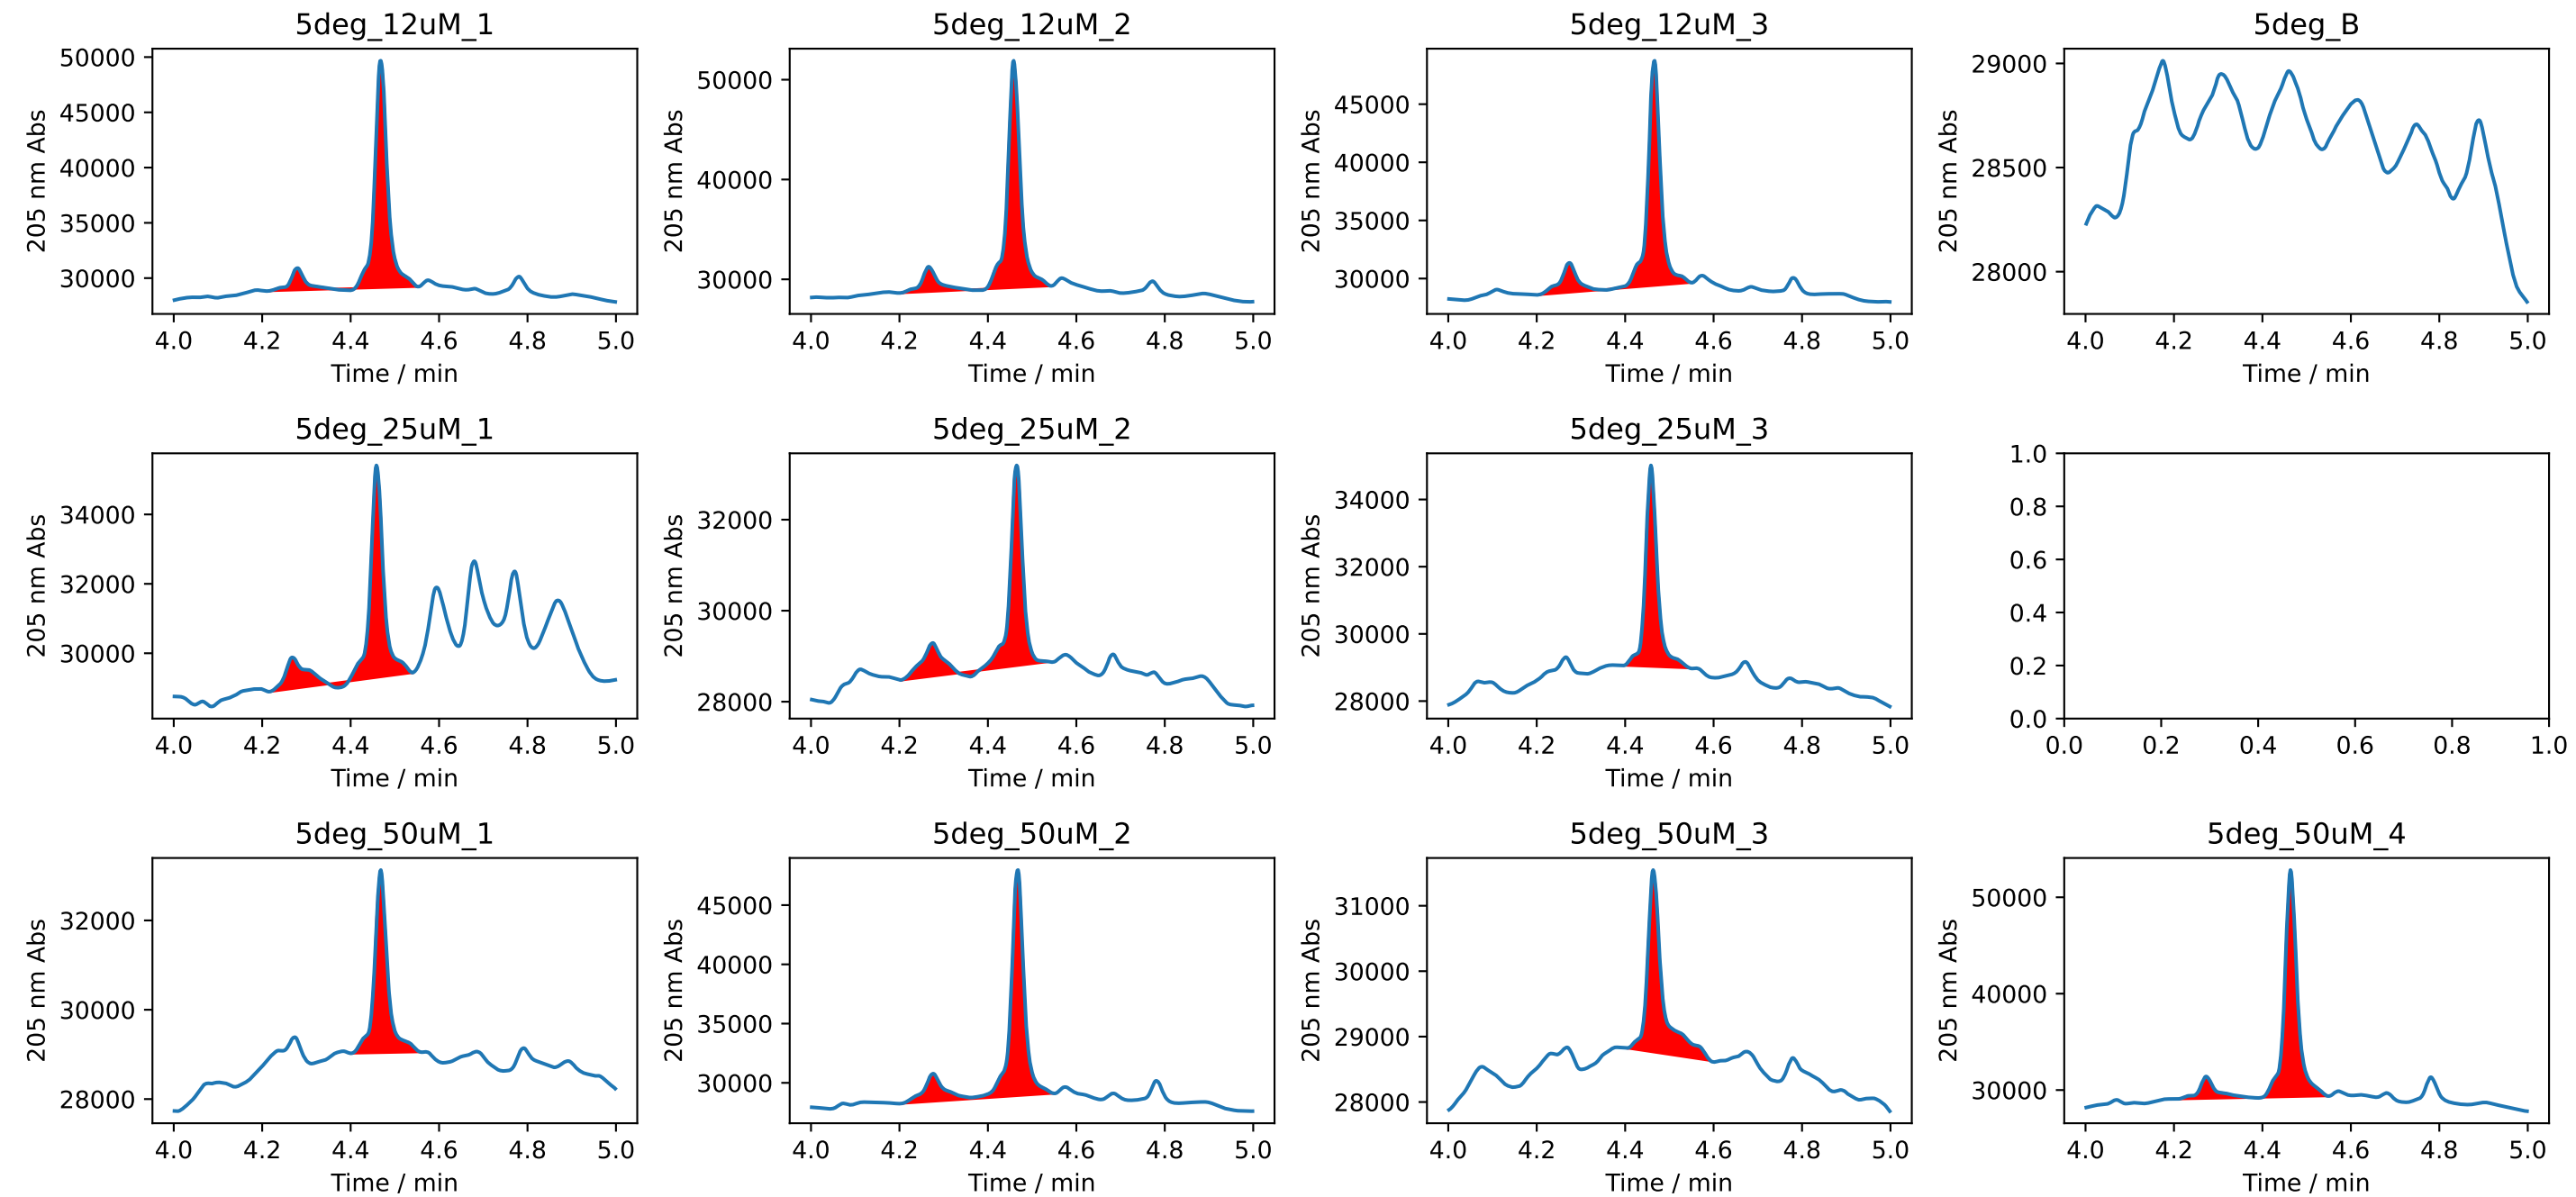 5deg_12uM_1
205 nm Abs
50000
45000
40000
35000
30000
4.0 4.2 4.4 4.6 4.8 5.0
Time / min
5deg_12uM_2
205 nm Abs
50000
40000
30000
4.0 4.2 4.4 4.6 4.8 5.0
Time / min
5deg_12uM_3
205 nm Abs
45000
40000
35000
30000
4.0 4.2 4.4 4.6 4.8 5.0
Time / min
5deg_B
205 nm Abs
29000
28500
28000
4.0 4.2 4.4 4.6 4.8 5.0
Time / min
5deg_25uM_1
205 nm Abs
34000
32000
30000
4.0 4.2 4.4 4.6 4.8 5.0
Time / min
5deg_25uM_2
205 nm Abs
32000
30000
28000
4.0 4.2 4.4 4.6 4.8 5.0
Time / min
5deg_25uM_3
205 nm Abs
34000
32000
30000
28000
4.0 4.2 4.4 4.6 4.8 5.0
Time / min
1.0
0.8
0.6
0.4
0.2
0.0
0.0 0.2 0.4 0.6 0.8 1.0
5deg_50uM_1
205 nm Abs
32000
30000
28000
4.0 4.2 4.4 4.6 4.8 5.0
Time / min
5deg_50uM_2
205 nm Abs
45000
40000
35000
30000
4.0 4.2 4.4 4.6 4.8 5.0
Time / min
5deg_50uM_3
205 nm Abs
31000
30000
29000
28000
4.0 4.2 4.4 4.6 4.8 5.0
Time / min
5deg_50uM_4
205 nm Abs
50000
40000
30000
4.0 4.2 4.4 4.6 4.8 5.0
Time / min